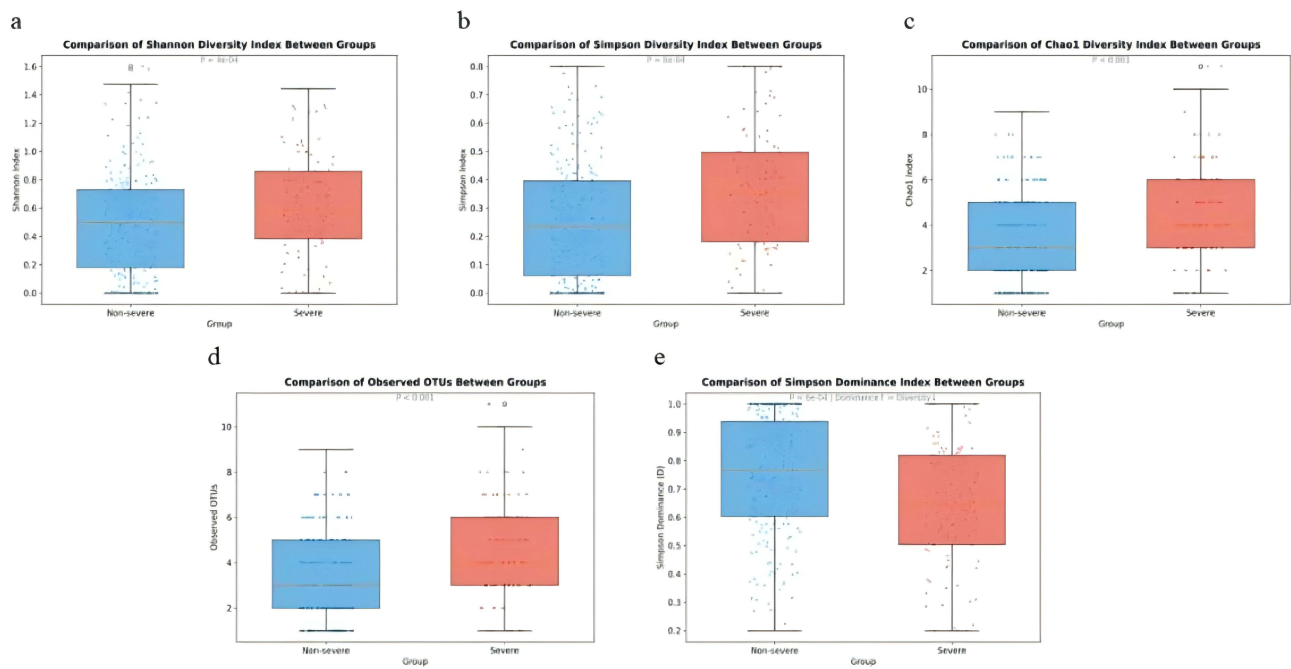 a
Comparison of Shannon Diversity Index Between Groups
1.6
1.4
1.2
1.0
0.8
0.6
0.4
0.2
0.0
Shannon Index
Non-severe
Severe
Group
b
Comparison of Simpson Diversity Index Between Groups
0.8
0.7
0.6
0.5
0.4
0.3
0.2
0.1
0.0
Simpson Index
Non-severe
Severe
Group
c
Comparison of Chao1 Diversity Index Between Groups
P < 0.001
10
8
6
4
2
Chao1 Index
Non-severe
Severe
Group
d
Comparison of Observed OTUs Between Groups
P < 0.001
10
8
6
4
2
Observed OTUs
Non-severe
Severe
Group
e
Comparison of Simpson Dominance Index Between Groups
1.0
0.9
0.8
0.7
0.6
0.5
0.4
0.3
0.2
Simpson Dominance (D)
Non-severe
Severe
Group